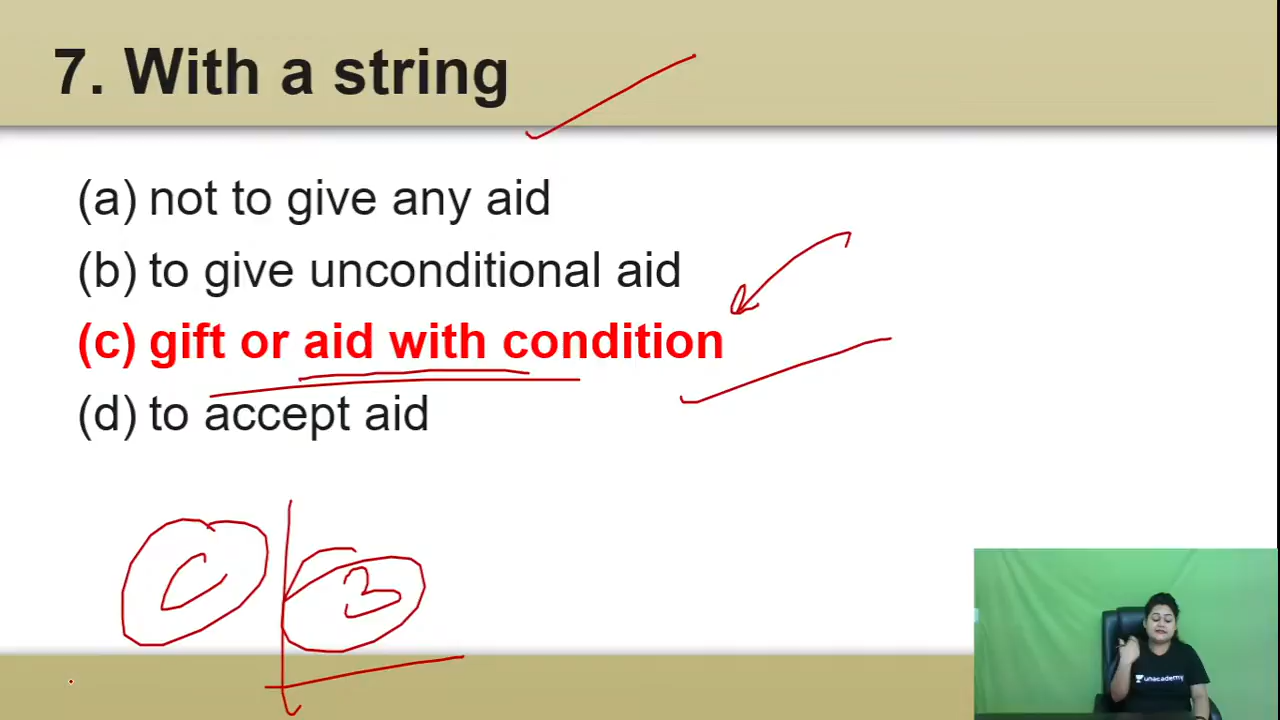 7. With a string
(a) not to give any aid
(b) to give unconditional aid
(c) gift or aid with condition
(d) to accept aid
C B
unacademy